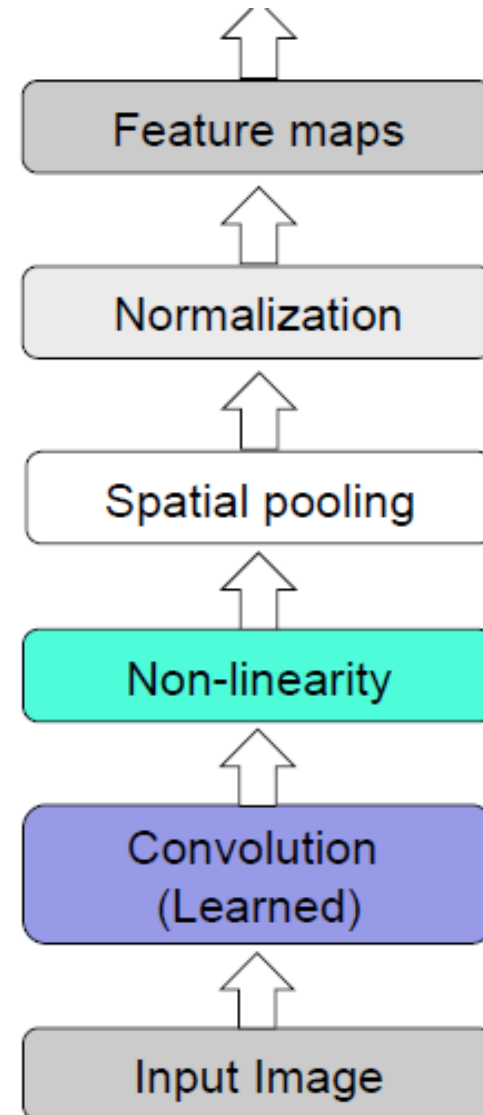 Feature maps
Normalization
Spatial pooling
Non-linearity
Convolution
(Learned)
Input Image